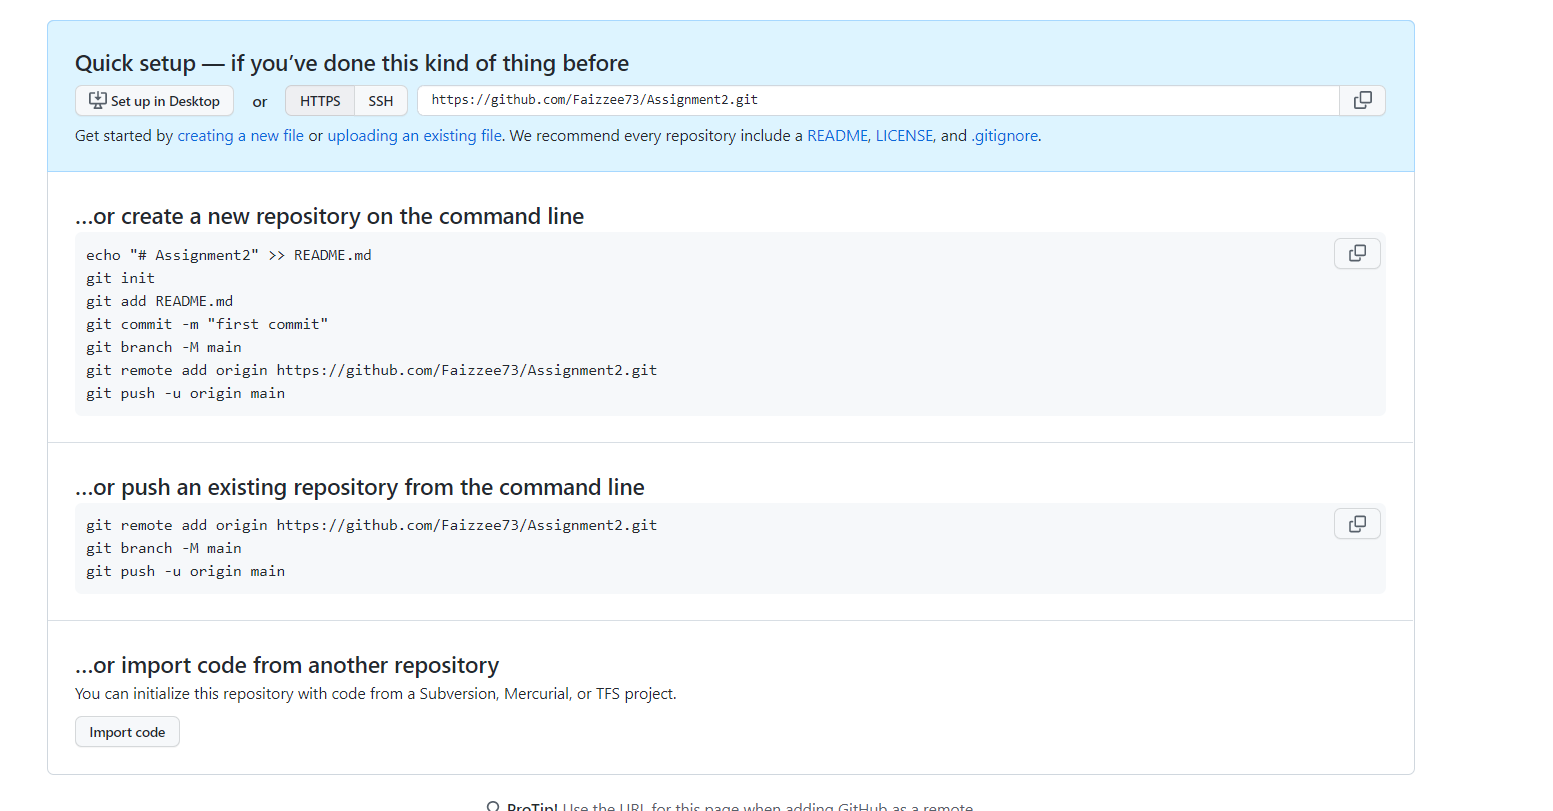 Quick setup — if you’ve done this kind of thing before
Set up in Desktop or HTTPS SSH https://github.com/Faizzee73/Assignment2.git
Get started by creating a new file or uploading an existing file. We recommend every repository include a README, LICENSE, and .gitignore.
…or create a new repository on the command line
echo "# Assignment2" >> README.md
git init
git add README.md
git commit -m "first commit"
git branch -M main
git remote add origin https://github.com/Faizzee73/Assignment2.git
git push -u origin main
…or push an existing repository from the command line
git remote add origin https://github.com/Faizzee73/Assignment2.git
git branch -M main
git push -u origin main
…or import code from another repository
You can initialize this repository with code from a Subversion, Mercurial, or TFS project.
Import code
ProTip! Use the URL for this page when adding GitHub as a remote.